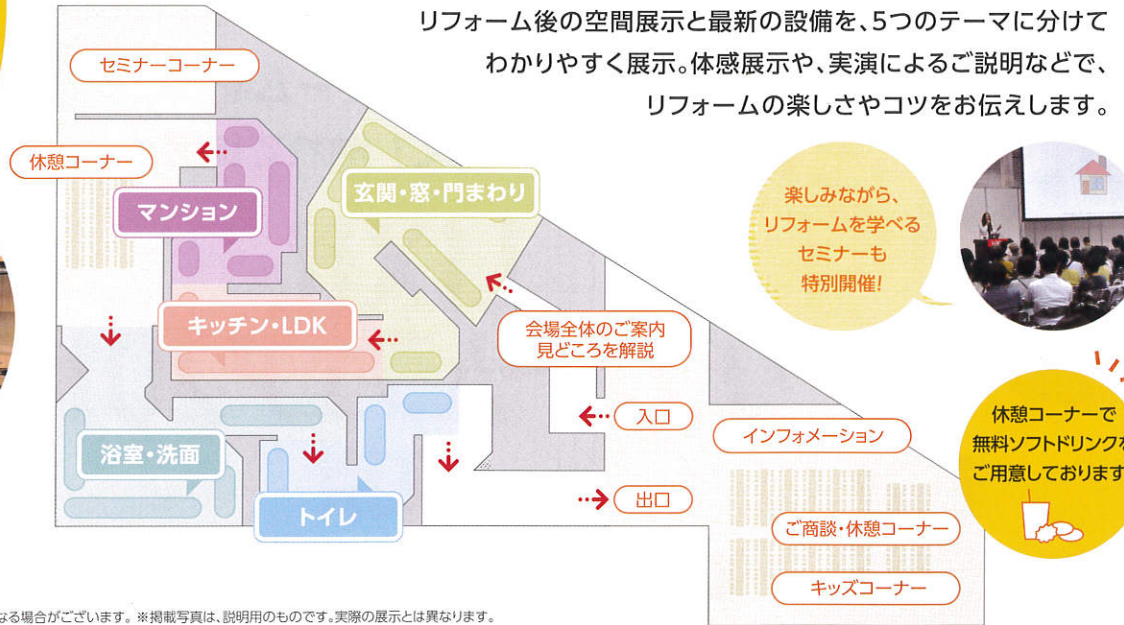 リフォーム後の空間展示と最新の設備を、5つのテーマに分けて
わかりやすく展示。体感展示や、実演によるご説明などで、
リフォームの楽しさやコツをお伝えします。
セミナーコーナー
休憩コーナー
マンション
玄関・窓・門まわり
キッチン・LDK
会場全体のご案内
見どころを解説
入口
インフォメーション
浴室・洗面
トイレ
出口
ご商談・休憩コーナー
キッズコーナー
楽しみながら、
リフォームを学べる
セミナーも
特別開催!
休憩コーナーで
無料ソフトドリンクを
ご用意しております
なる場合がございます。※掲載写真は、説明用のものです。実際の展示とは異なります。